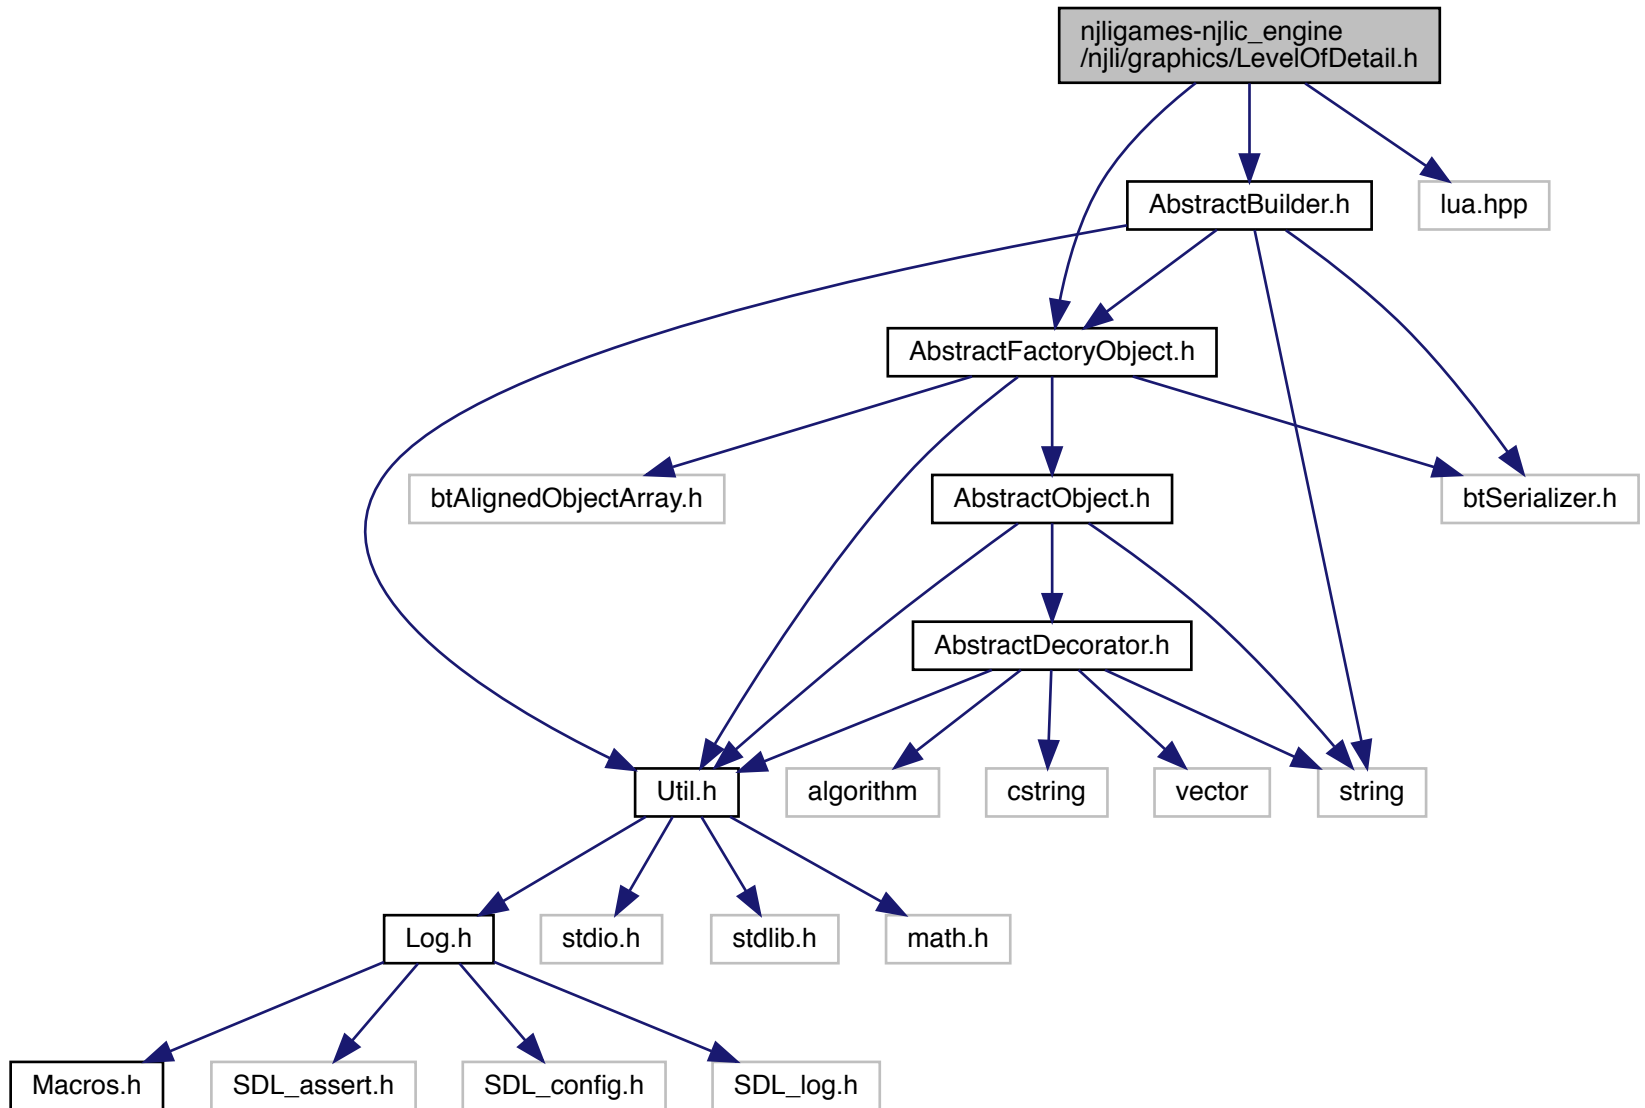 njligames-njlic_engine
/njli/graphics/LevelOfDetail.h
AbstractBuilder.h
lua.hpp
AbstractFactoryObject.h
btAlignedObjectArray.h
AbstractObject.h
btSerializer.h
AbstractDecorator.h
Util.h
algorithm
cstring
vector
string
Log.h
stdio.h
stdlib.h
math.h
Macros.h
SDL_assert.h
SDL_config.h
SDL_log.h